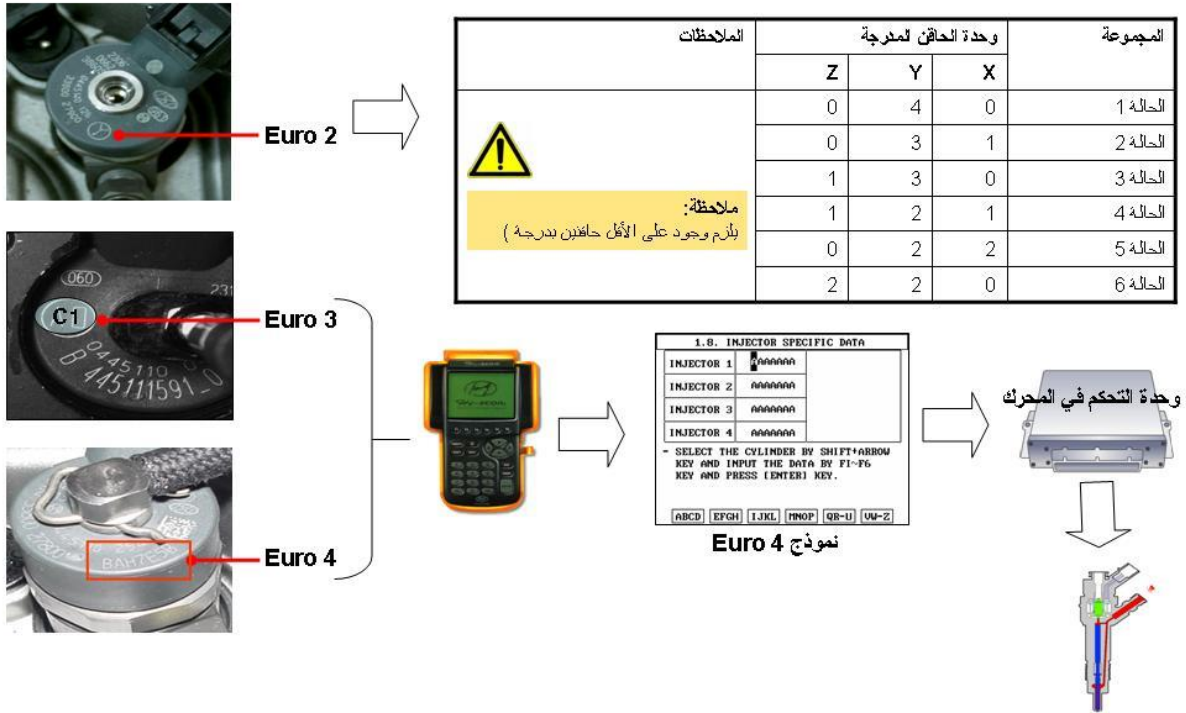 المجموعة	وحدة الحاقن المدرجة	الملاحظات
X	Y	Z
الحالة 1	0	4	0
الحالة 2	1	3	0
الحالة 3	0	3	1
الحالة 4	1	2	1
الحالة 5	2	2	0
الحالة 6	0	2	2
ملاحظة:
يلزم وجود على الأقل حاقنين بدرجة )
Euro 2
Euro 3
060
231
C1
0445110
445111591_0
Euro 4
BAH7E5B
1.8. INJECTOR SPECIFIC DATA
INJECTOR 1 AAAAAAA
INJECTOR 2 AAAAAAA
INJECTOR 3 AAAAAAA
INJECTOR 4 AAAAAAA
- SELECT THE CYLINDER BY SHIFT+ARROW
KEY AND INPUT THE DATA BY F1~F6
KEY AND PRESS [ENTER] KEY.
ABCD EFGH IJKL MNOP QR-U VW-Z
نموذج Euro 4
وحدة التحكم في المحرك